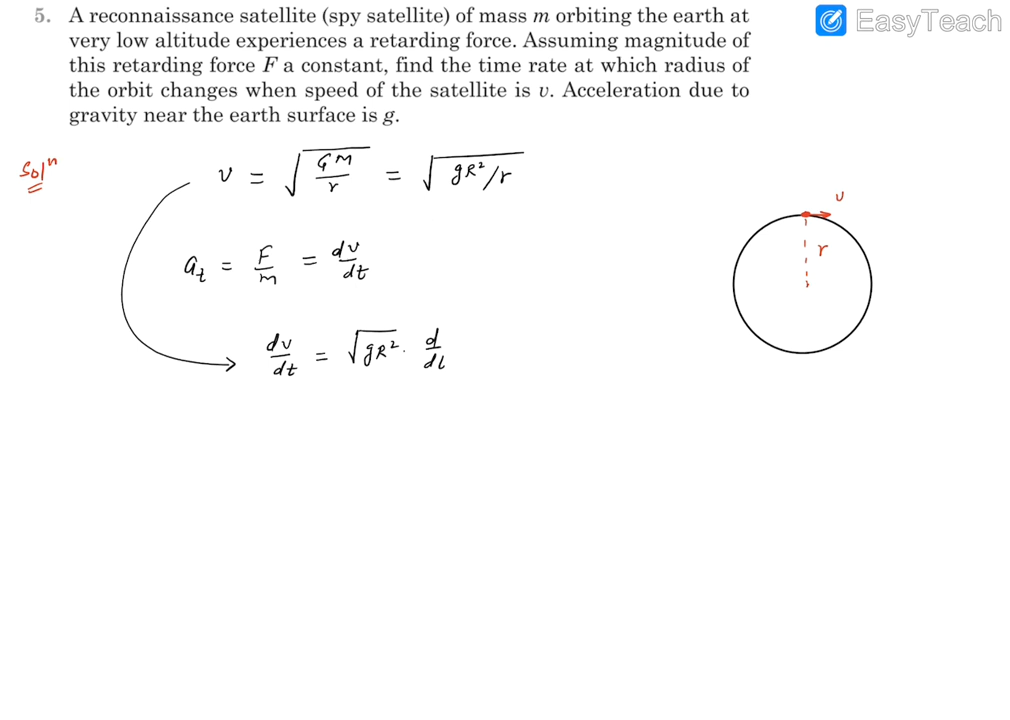 5. A reconnaissance satellite (spy satellite) of mass m orbiting the earth at
very low altitude experiences a retarding force. Assuming magnitude of
this retarding force F a constant, find the time rate at which radius of
the orbit changes when speed of the satellite is v. Acceleration due to
gravity near the earth surface is g.
EasyTeach
Solⁿ
v = √(GM/r) = √(gR²/r)
a_t = F/m = dv/dt
dv/dt = √(gR²) . d/dt
v
r